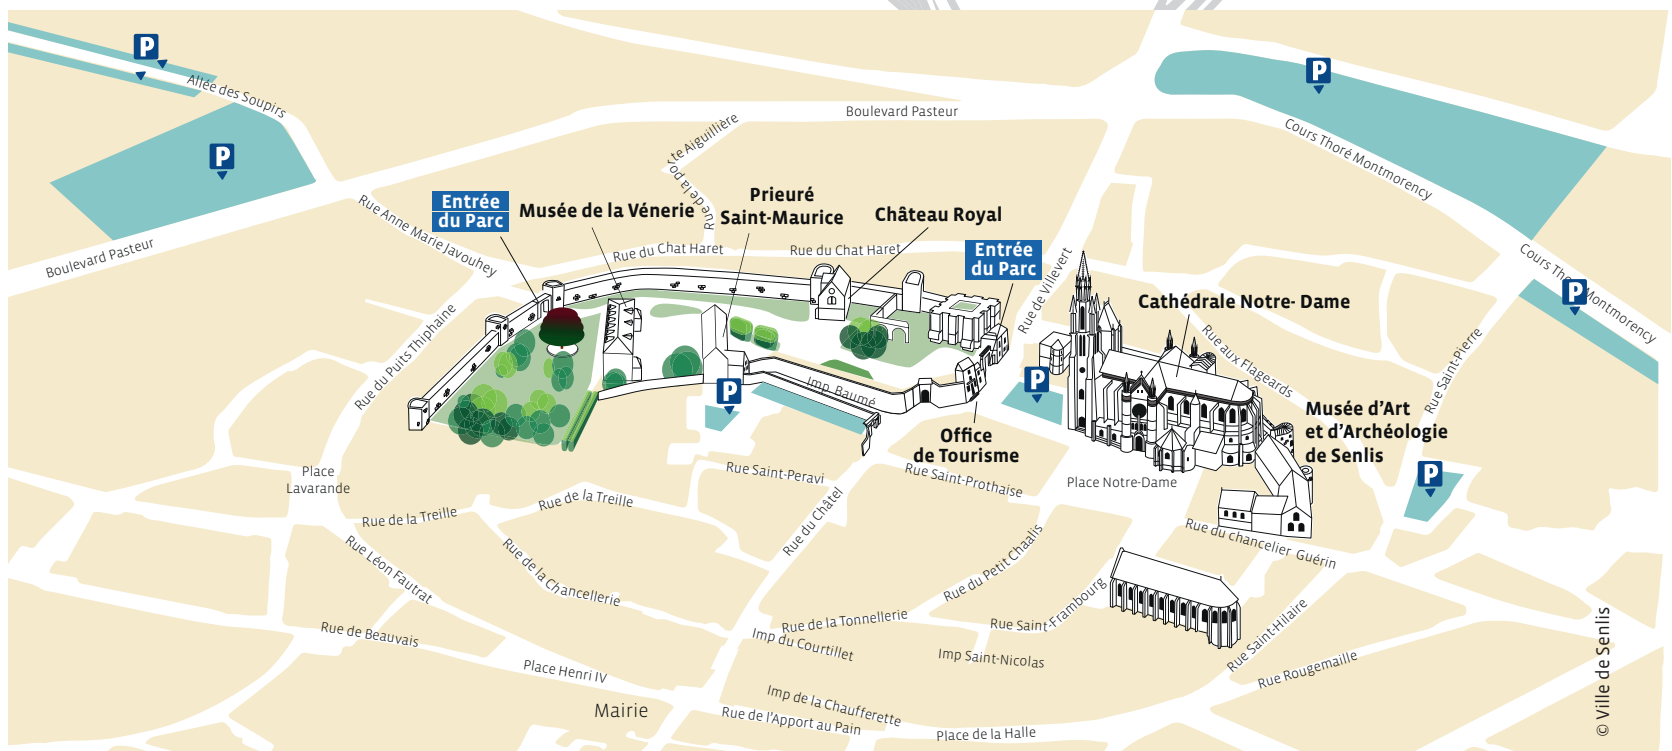 P
Allée des Soupirs
P
P
Boulevard Pasteur
Cours Thoré Montmorency
Rue de la porte Aiguillière
Entrée
du Parc
Musée de la Vénerie
Prieuré
Saint-Maurice
Château Royal
Rue Anne Marie Javouhey
Boulevard Pasteur
Rue du Chat Haret
Rue du Chat Haret
Entrée
du Parc
Rue de Villevert
Cours Thoré Montmorency
P
Cathédrale Notre- Dame
Rue du Puits Thiphaine
Rue aux Flageards
Rue Saint-Pierre
P
Imp. Baumé
P
Musée d'Art
et d'Archéologie
de Senlis
Office
de Tourisme
Place
Lavarande
Rue Saint-Peravi
Rue Saint-Prothaise
Place Notre-Dame
P
Rue de la Treille
Rue de la Treille
Rue du Châtel
Rue du chancelier Guérin
Rue Léon Fautrat
Rue de la Chancellerie
Rue du Petit Chaalis
Rue de la Tonnellerie
Rue Saint-Frambourg
Rue Saint-Hilaire
Rue de Beauvais
Imp du Courtillet
Imp Saint-Nicolas
Place Henri IV
Rue Rougemaille
Mairie
Imp de la Chaufferette
Rue de l'Apport au Pain
Place de la Halle
© Ville de Senlis